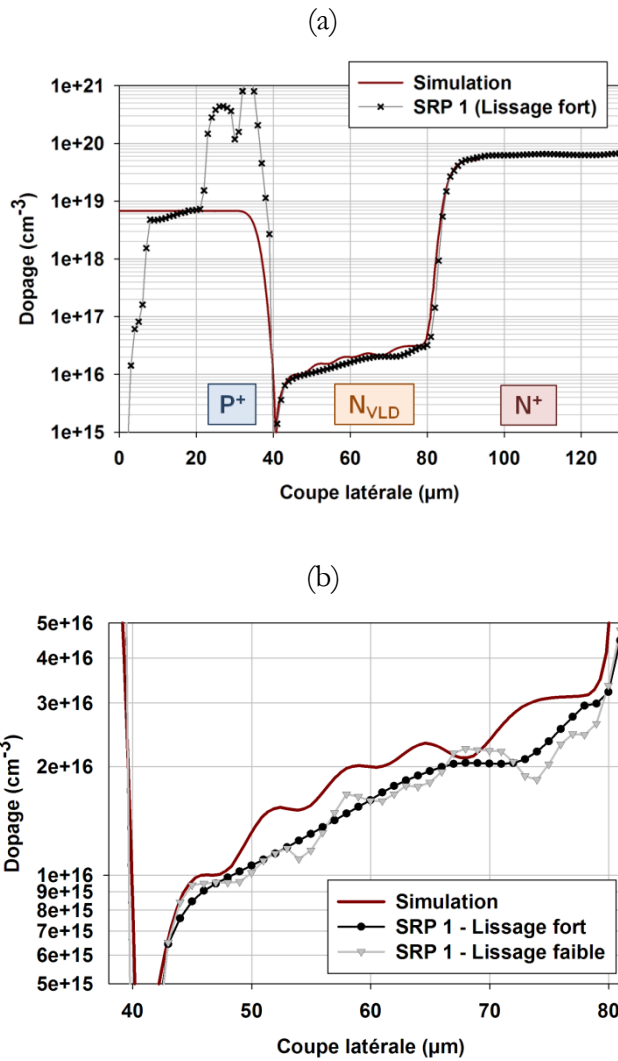 (a)
Simulation
SRP 1 (Lissage fort)
Dopage (cm⁻³)
1e+21
1e+20
1e+19
1e+18
1e+17
1e+16
1e+15
P⁺
N_VLD
N⁺
0 20 40 60 80 100 120
Coupe latérale (µm)
(b)
Dopage (cm⁻³)
5e+16
4e+16
3e+16
2e+16
1e+16
9e+15
8e+15
7e+15
6e+15
5e+15
Simulation
SRP 1 - Lissage fort
SRP 1 - Lissage faible
40 50 60 70 80
Coupe latérale (µm)